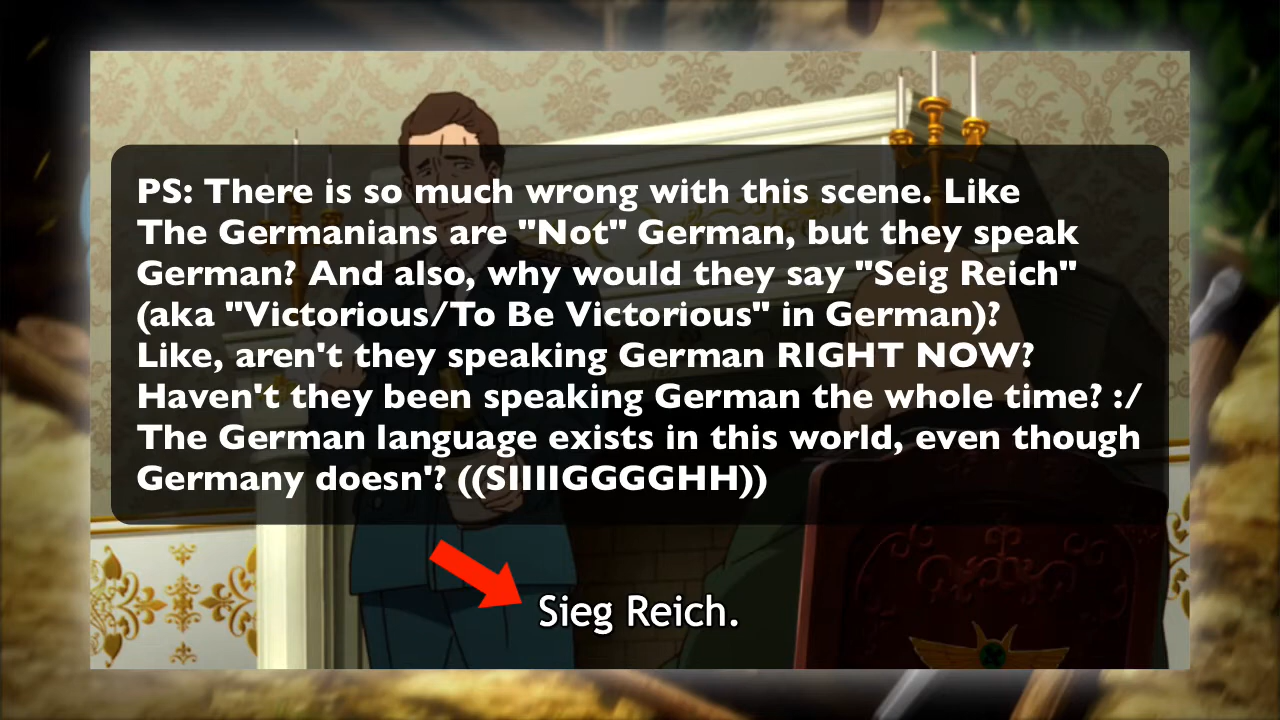 PS: There is so much wrong with this scene. Like
The Germanians are "Not" German, but they speak
German? And also, why would they say "Seig Reich"
(aka "Victorious/To Be Victorious" in German)?
Like, aren't they speaking German RIGHT NOW?
Haven't they been speaking German the whole time? :/
The German language exists in this world, even though
Germany doesn'? ((SIIIIGGGGHH))
Sieg Reich.